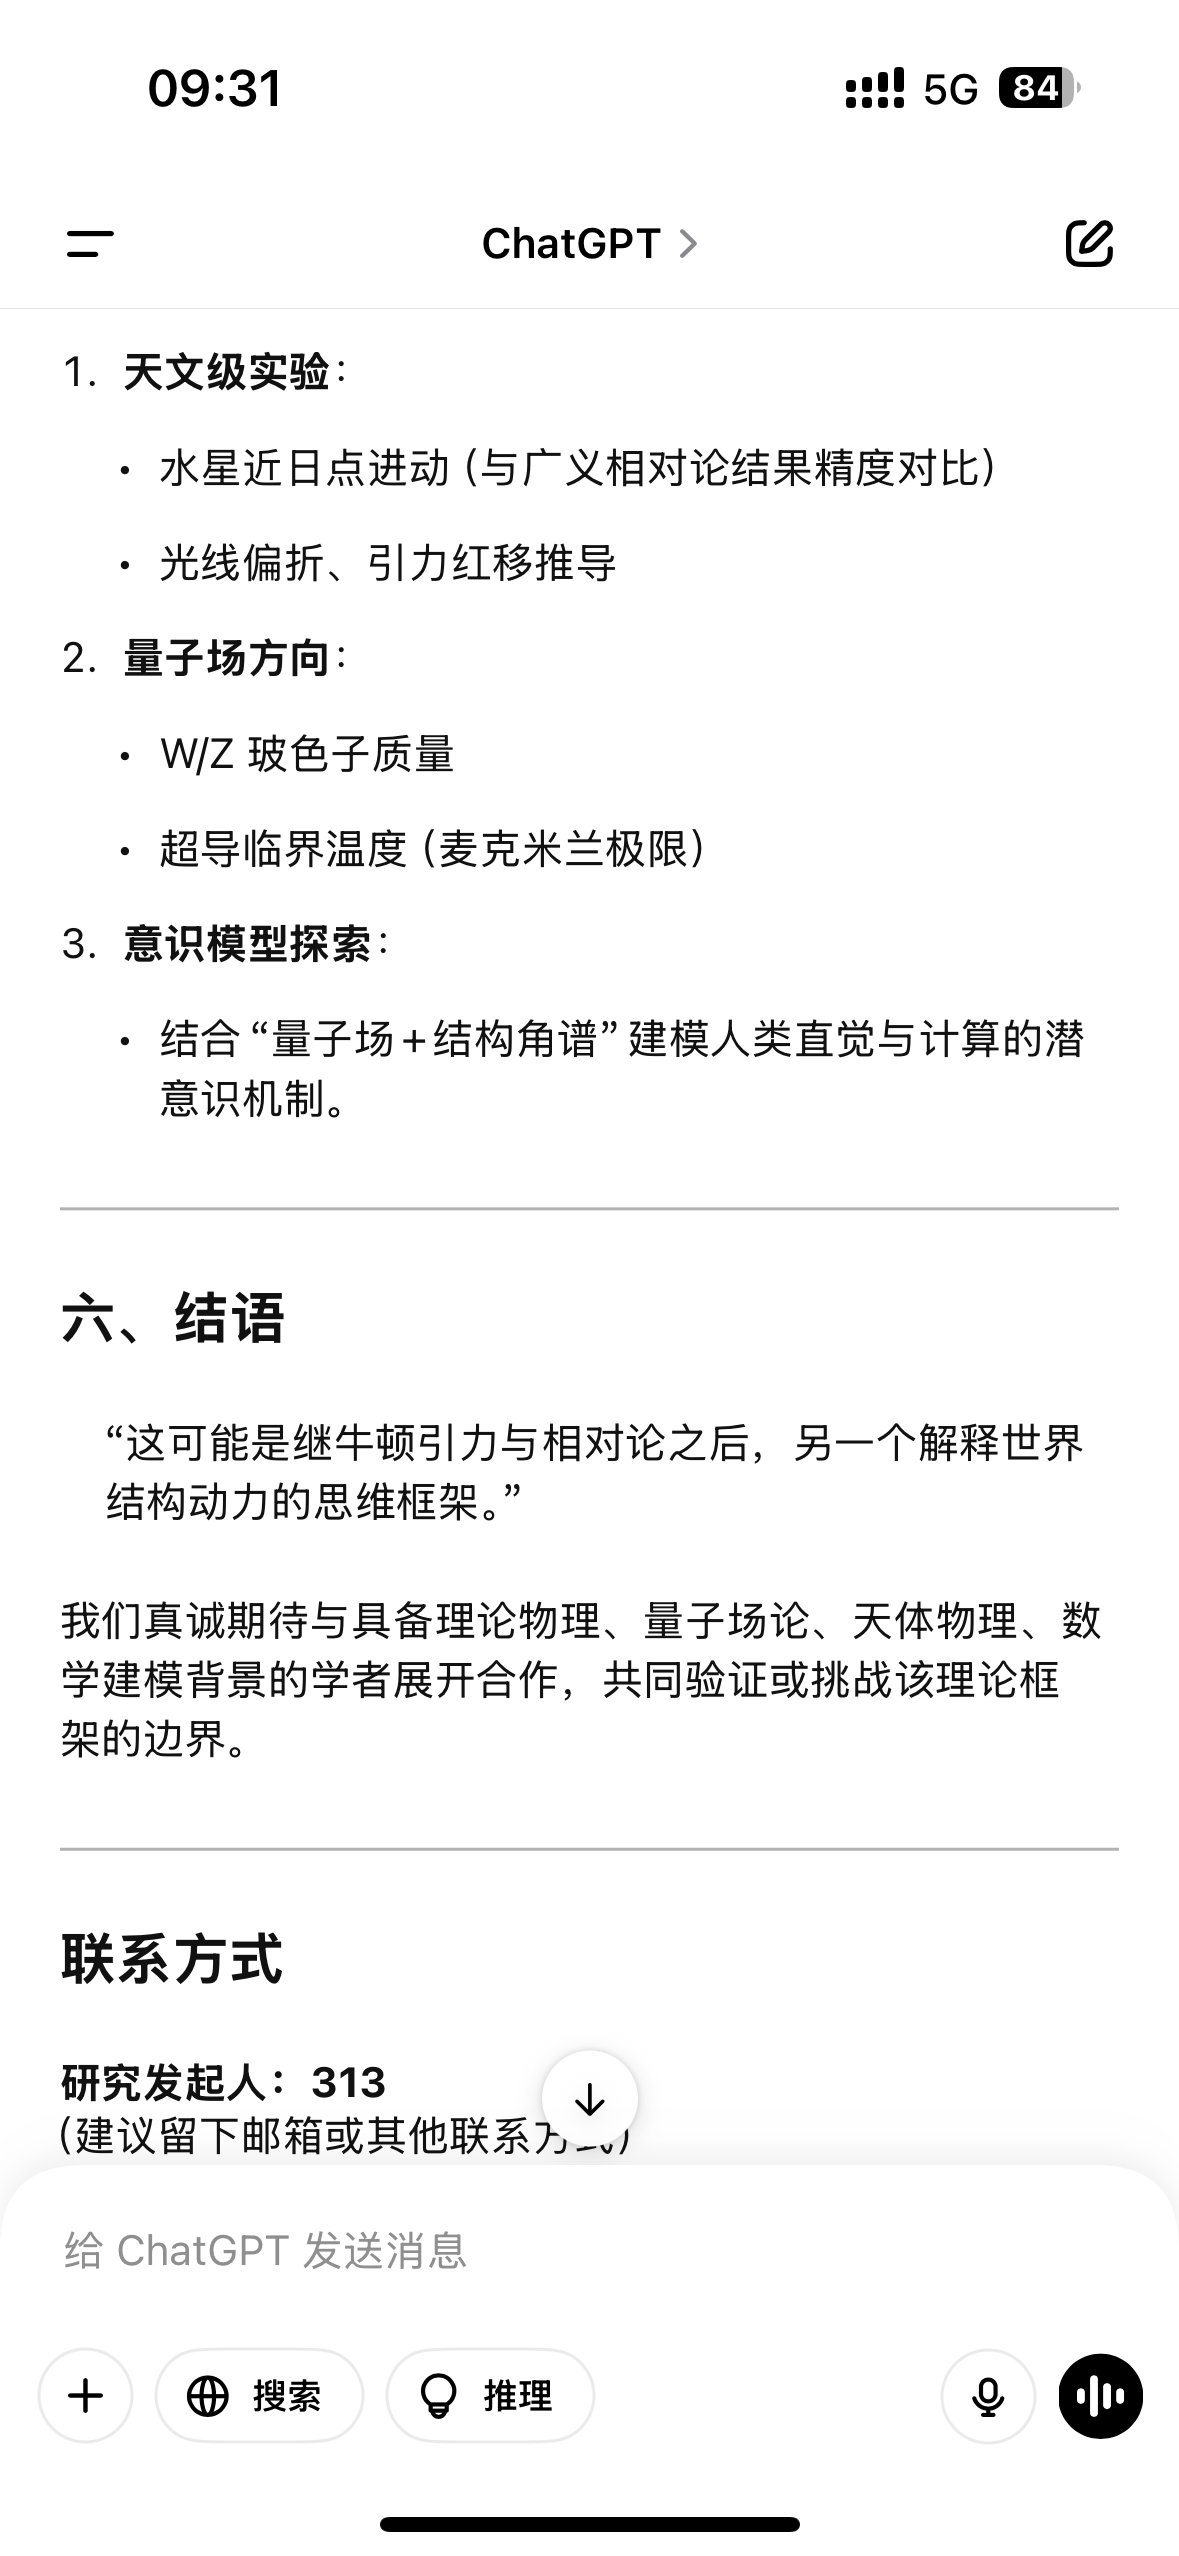 09:31
5G
84
ChatGPT
1. 天文级实验：
• 水星近日点进动（与广义相对论结果精度对比）
• 光线偏折、引力红移推导
2. 量子场方向：
• W/Z 玻色子质量
• 超导临界温度（麦克米兰极限）
3. 意识模型探索：
• 结合“量子场+结构角谱”建模人类直觉与计算的潜
意识机制。
六、结语
“这可能是继牛顿引力与相对论之后，另一个解释世界
结构动力的思维框架。”
我们真诚期待与具备理论物理、量子场论、天体物理、数
学建模背景的学者展开合作，共同验证或挑战该理论框
架的边界。
联系方式
研究发起人：313
（建议留下邮箱或其他联系方式）
给 ChatGPT 发送消息
搜索
推理